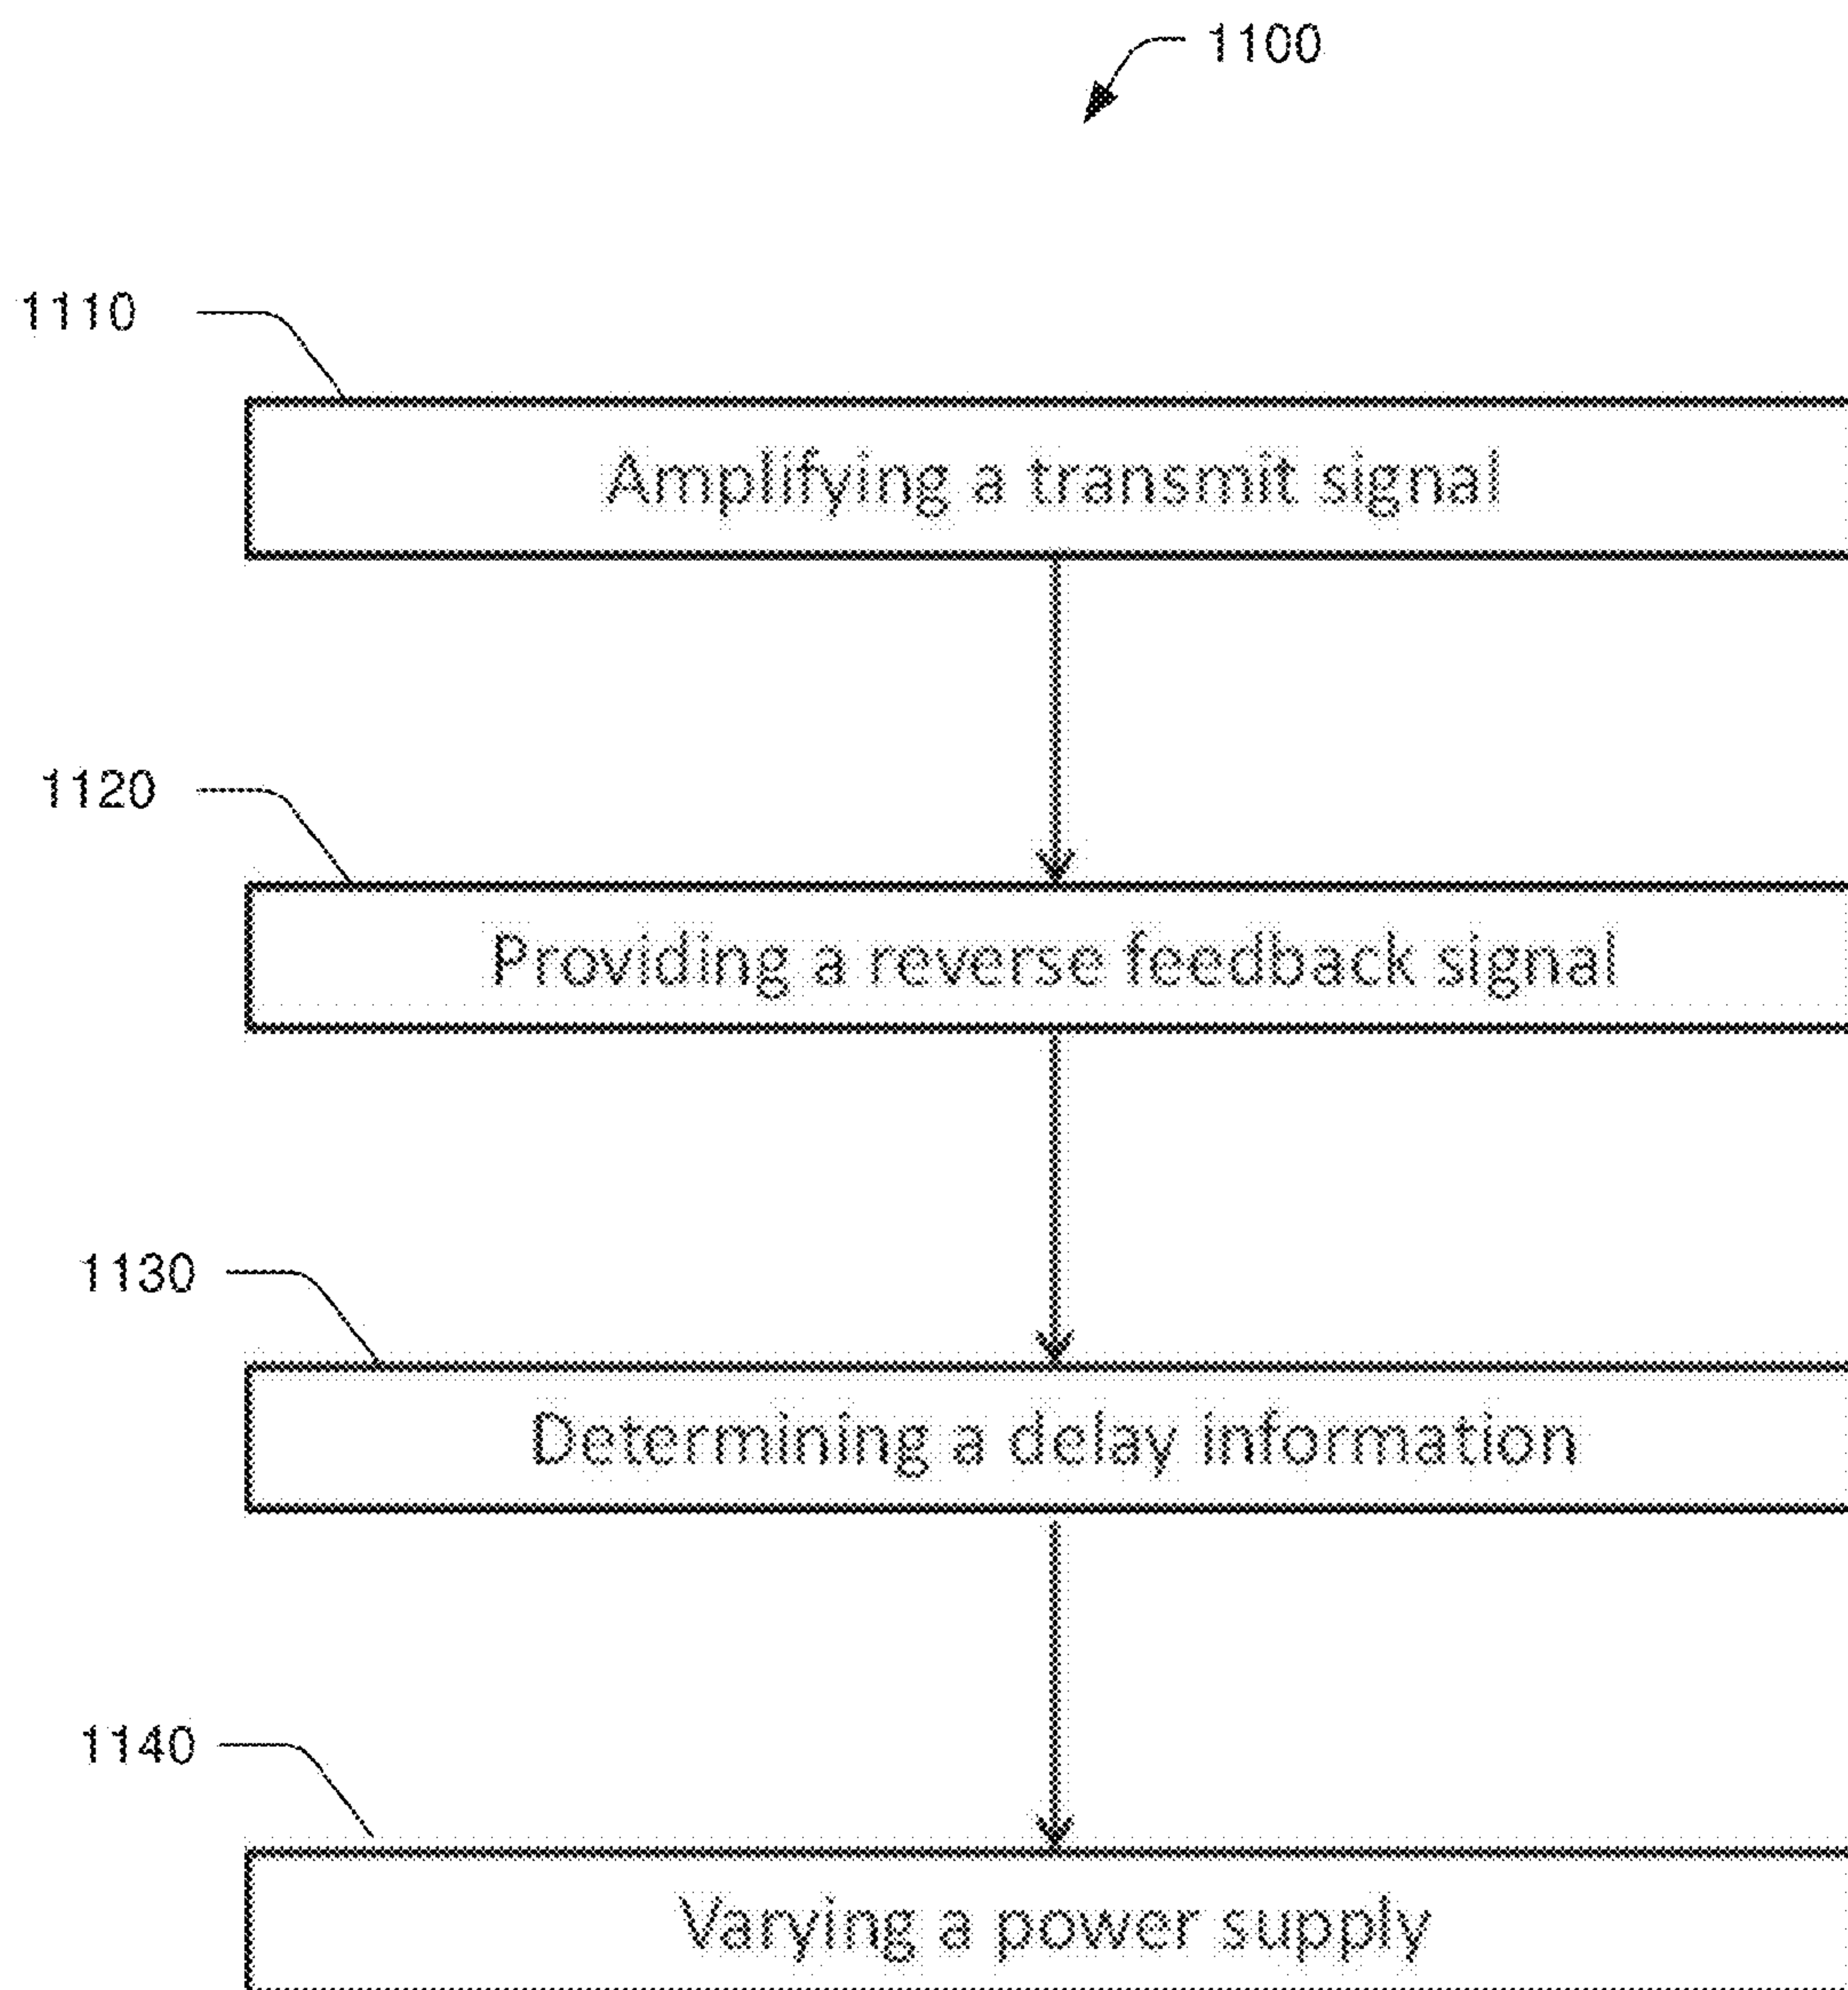 1100
1110
Amplifying a transmit signal
1120
Providing a reverse feedback signal
1130
Determining a delay information
1140
Varying a power supply